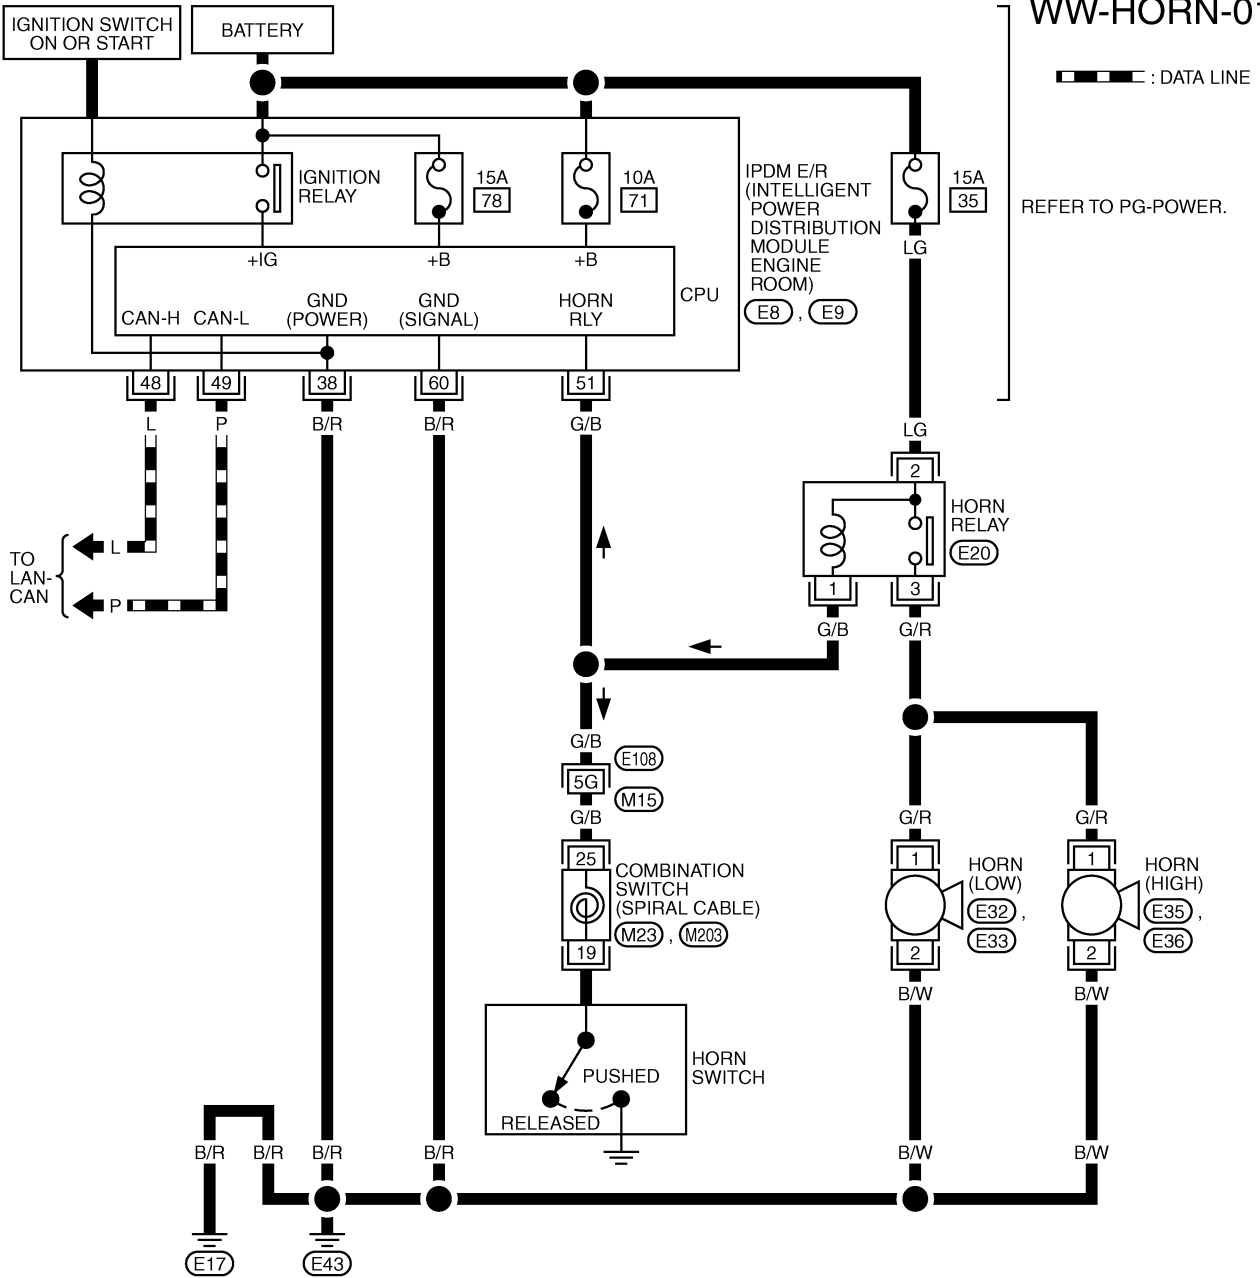 IGNITION SWITCH
ON OR START
BATTERY
WW-HORN-01
: DATA LINE
IGNITION
RELAY
15A
78
10A
71
IPDM E/R
(INTELLIGENT
POWER
DISTRIBUTION
MODULE
ENGINE
ROOM)
E8 , E9
15A
35
REFER TO PG-POWER.
LG
+IG
+B
+B
CPU
CAN-H
CAN-L
GND
(POWER)
GND
(SIGNAL)
HORN
RLY
48
49
38
60
51
L
P
B/R
B/R
G/B
LG
2
HORN
RELAY
E20
TO
LAN-
CAN
L
P
1
3
G/B
G/R
G/B
E108
5G
M15
G/B
G/R
G/R
25
COMBINATION
SWITCH
(SPIRAL CABLE)
M23 , M203
19
1
HORN
(LOW)
E32 ,
E33
2
1
HORN
(HIGH)
E35 ,
E36
2
B/W
B/W
HORN
SWITCH
PUSHED
RELEASED
B/R
B/R
B/R
B/R
B/W
B/W
E17
E43